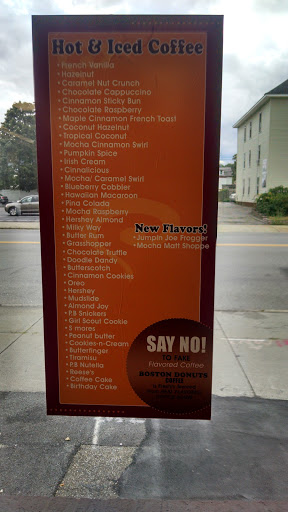 Hot & Iced Coffee
• French Vanilla
• Hazelnut
• Caramel Nut Crunch
• Chocolate Cappuccino
• Cinnamon Sticky Bun
• Chocolate Raspberry
• Maple Cinnamon French Toast
• Coconut Hazelnut
• Tropical Coconut
• Mocha Cinnamon Swirl
• Pumpkin Spice
• Irish Cream
• Cinnalicious
• Mocha/ Caramel Swirl
• Blueberry Cobbler
• Hawaiian Macaroon
• Pina Colada
• Mocha Raspberry
• Hershey Almond
• Milky Way
• Butter Rum
• Grasshopper
• Chocolate Truffle
• Doodle Dandy
• Butterscotch
• Cinnamon Cookies
• Oreo
• Hershey
• Mudslide
• Almond Joy
• P.B Snickers
• Girl Scout Cookie
• S mores
• Peanut butter
• Cookies-n-Cream
• Butterfinger
• Tiramisu
• P.B Nutella
• Reese's
• Coffee Cake
• Birthday Cake
New Flavors!
• Jumpin Joe Frogger
• Mocha Matt Shoppe
SAY NO!
TO FAKE
Flavored Coffee
BOSTON DONUTS
COFFEE